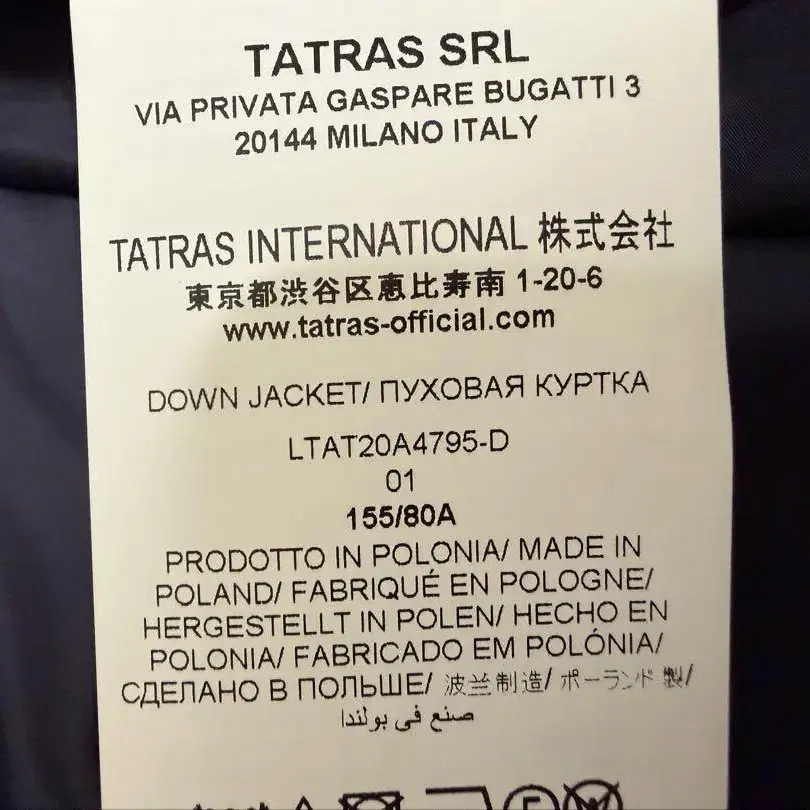 TATRAS SRL
VIA PRIVATA GASPARE BUGATTI 3
20144 MILANO ITALY
TATRAS INTERNATIONAL 株式会社
東京都渋谷区恵比寿南 1-20-6
www.tatras-official.com
DOWN JACKET/ ПУХОВАЯ КУРТКА
LTAT20A4795-D
01
155/80A
PRODOTTO IN POLONIA/ MADE IN
POLAND/ FABRIQUÉ EN POLOGNE/
HERGESTELLT IN POLEN/ HECHO EN
POLONIA/ FABRICADO EM POLÓNIA/
СДЕЛАНО В ПОЛЬШЕ/ 波兰制造/ ポーランド 製/
صنع في بولندا